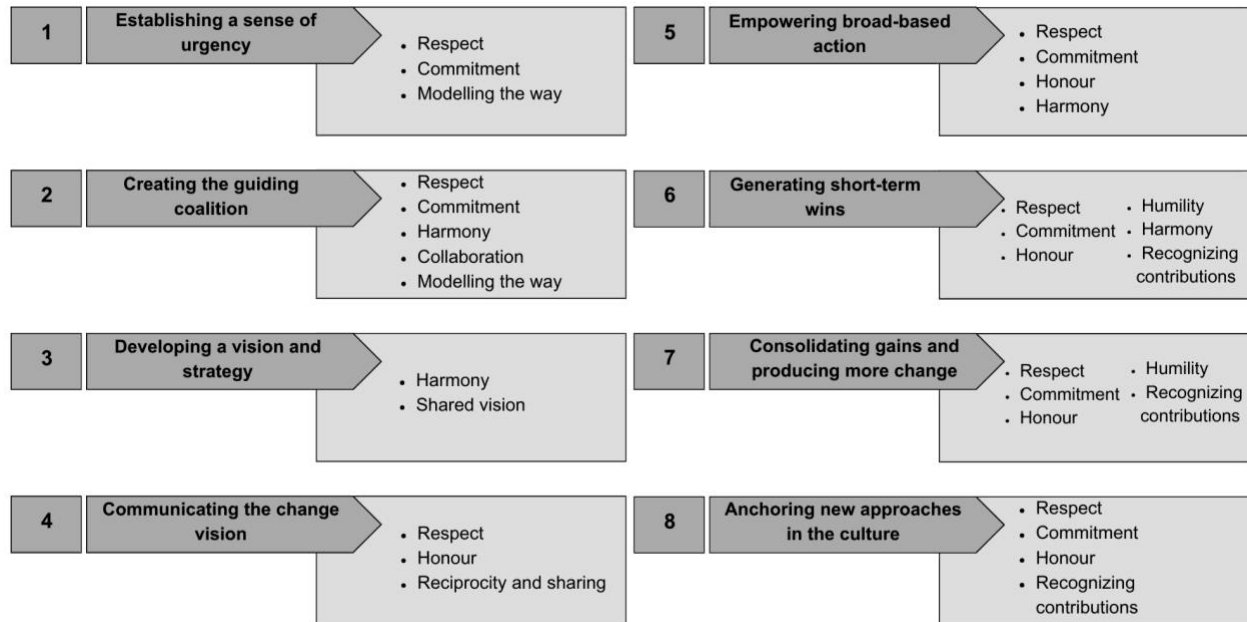 1
Establishing a sense of
urgency
• Respect
• Commitment
• Modelling the way
2
Creating the guiding
coalition
• Respect
• Commitment
• Harmony
• Collaboration
• Modelling the way
3
Developing a vision and
strategy
• Harmony
• Shared vision
4
Communicating the change
vision
• Respect
• Honour
• Reciprocity and sharing
5
Empowering broad-based
action
• Respect
• Commitment
• Honour
• Harmony
6
Generating short-term
wins
• Respect
• Commitment
• Honour
• Humility
• Harmony
• Recognizing
contributions
7
Consolidating gains and
producing more change
• Respect
• Commitment
• Honour
• Humility
• Recognizing
contributions
8
Anchoring new approaches
in the culture
• Respect
• Commitment
• Honour
• Recognizing
contributions